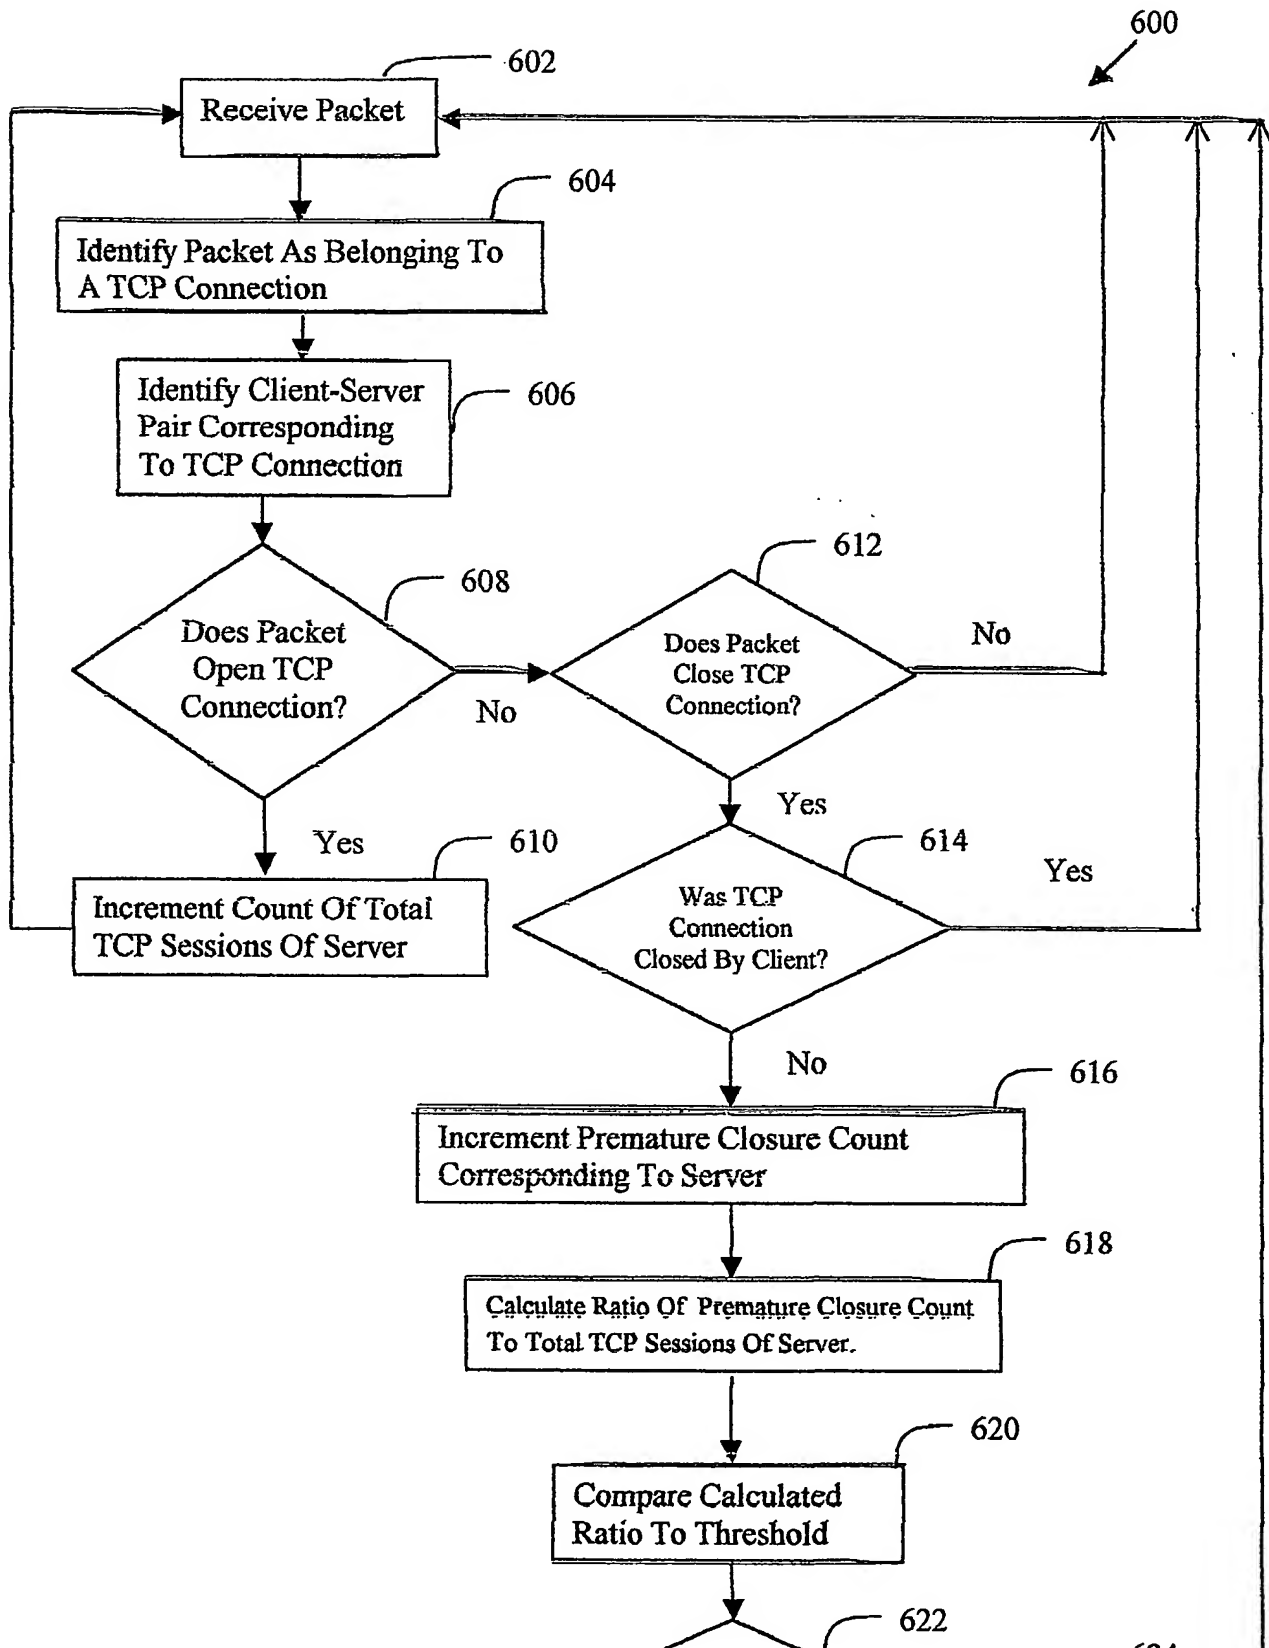 600
602
Receive Packet
604
Identify Packet As Belonging To
A TCP Connection
606
Identify Client-Server
Pair Corresponding
To TCP Connection
608
Does Packet
Open TCP
Connection?
No
612
Does Packet
Close TCP
Connection?
No
Yes
Yes
610
Increment Count Of Total
TCP Sessions Of Server
614
Was TCP
Connection
Closed By Client?
Yes
No
616
Increment Premature Closure Count
Corresponding To Server
618
Calculate Ratio Of Premature Closure Count
To Total TCP Sessions Of Server.
620
Compare Calculated
Ratio To Threshold
622